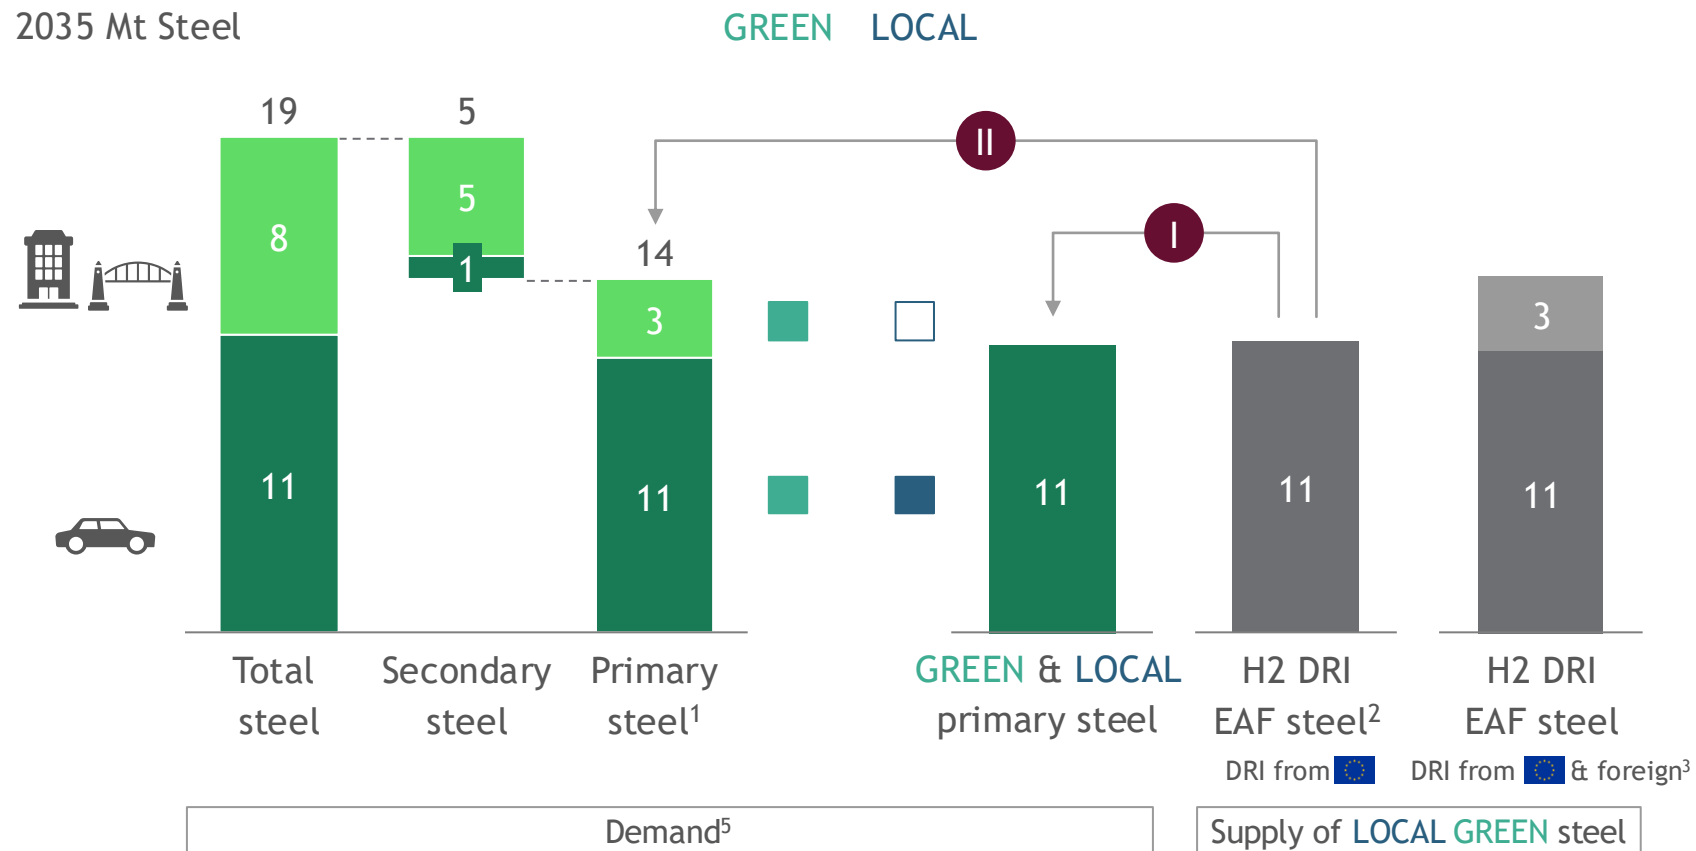 2035 Mt Steel
GREEN LOCAL
19
5
8
5
1
14
3
11
11
II
I
11
11
3
11
Total
steel
Secondary
steel
Primary
steel¹
GREEN & LOCAL
primary steel
H2 DRI
EAF steel²
DRI from
H2 DRI
EAF steel
DRI from & foreign³
Demand⁵
Supply of LOCAL GREEN steel